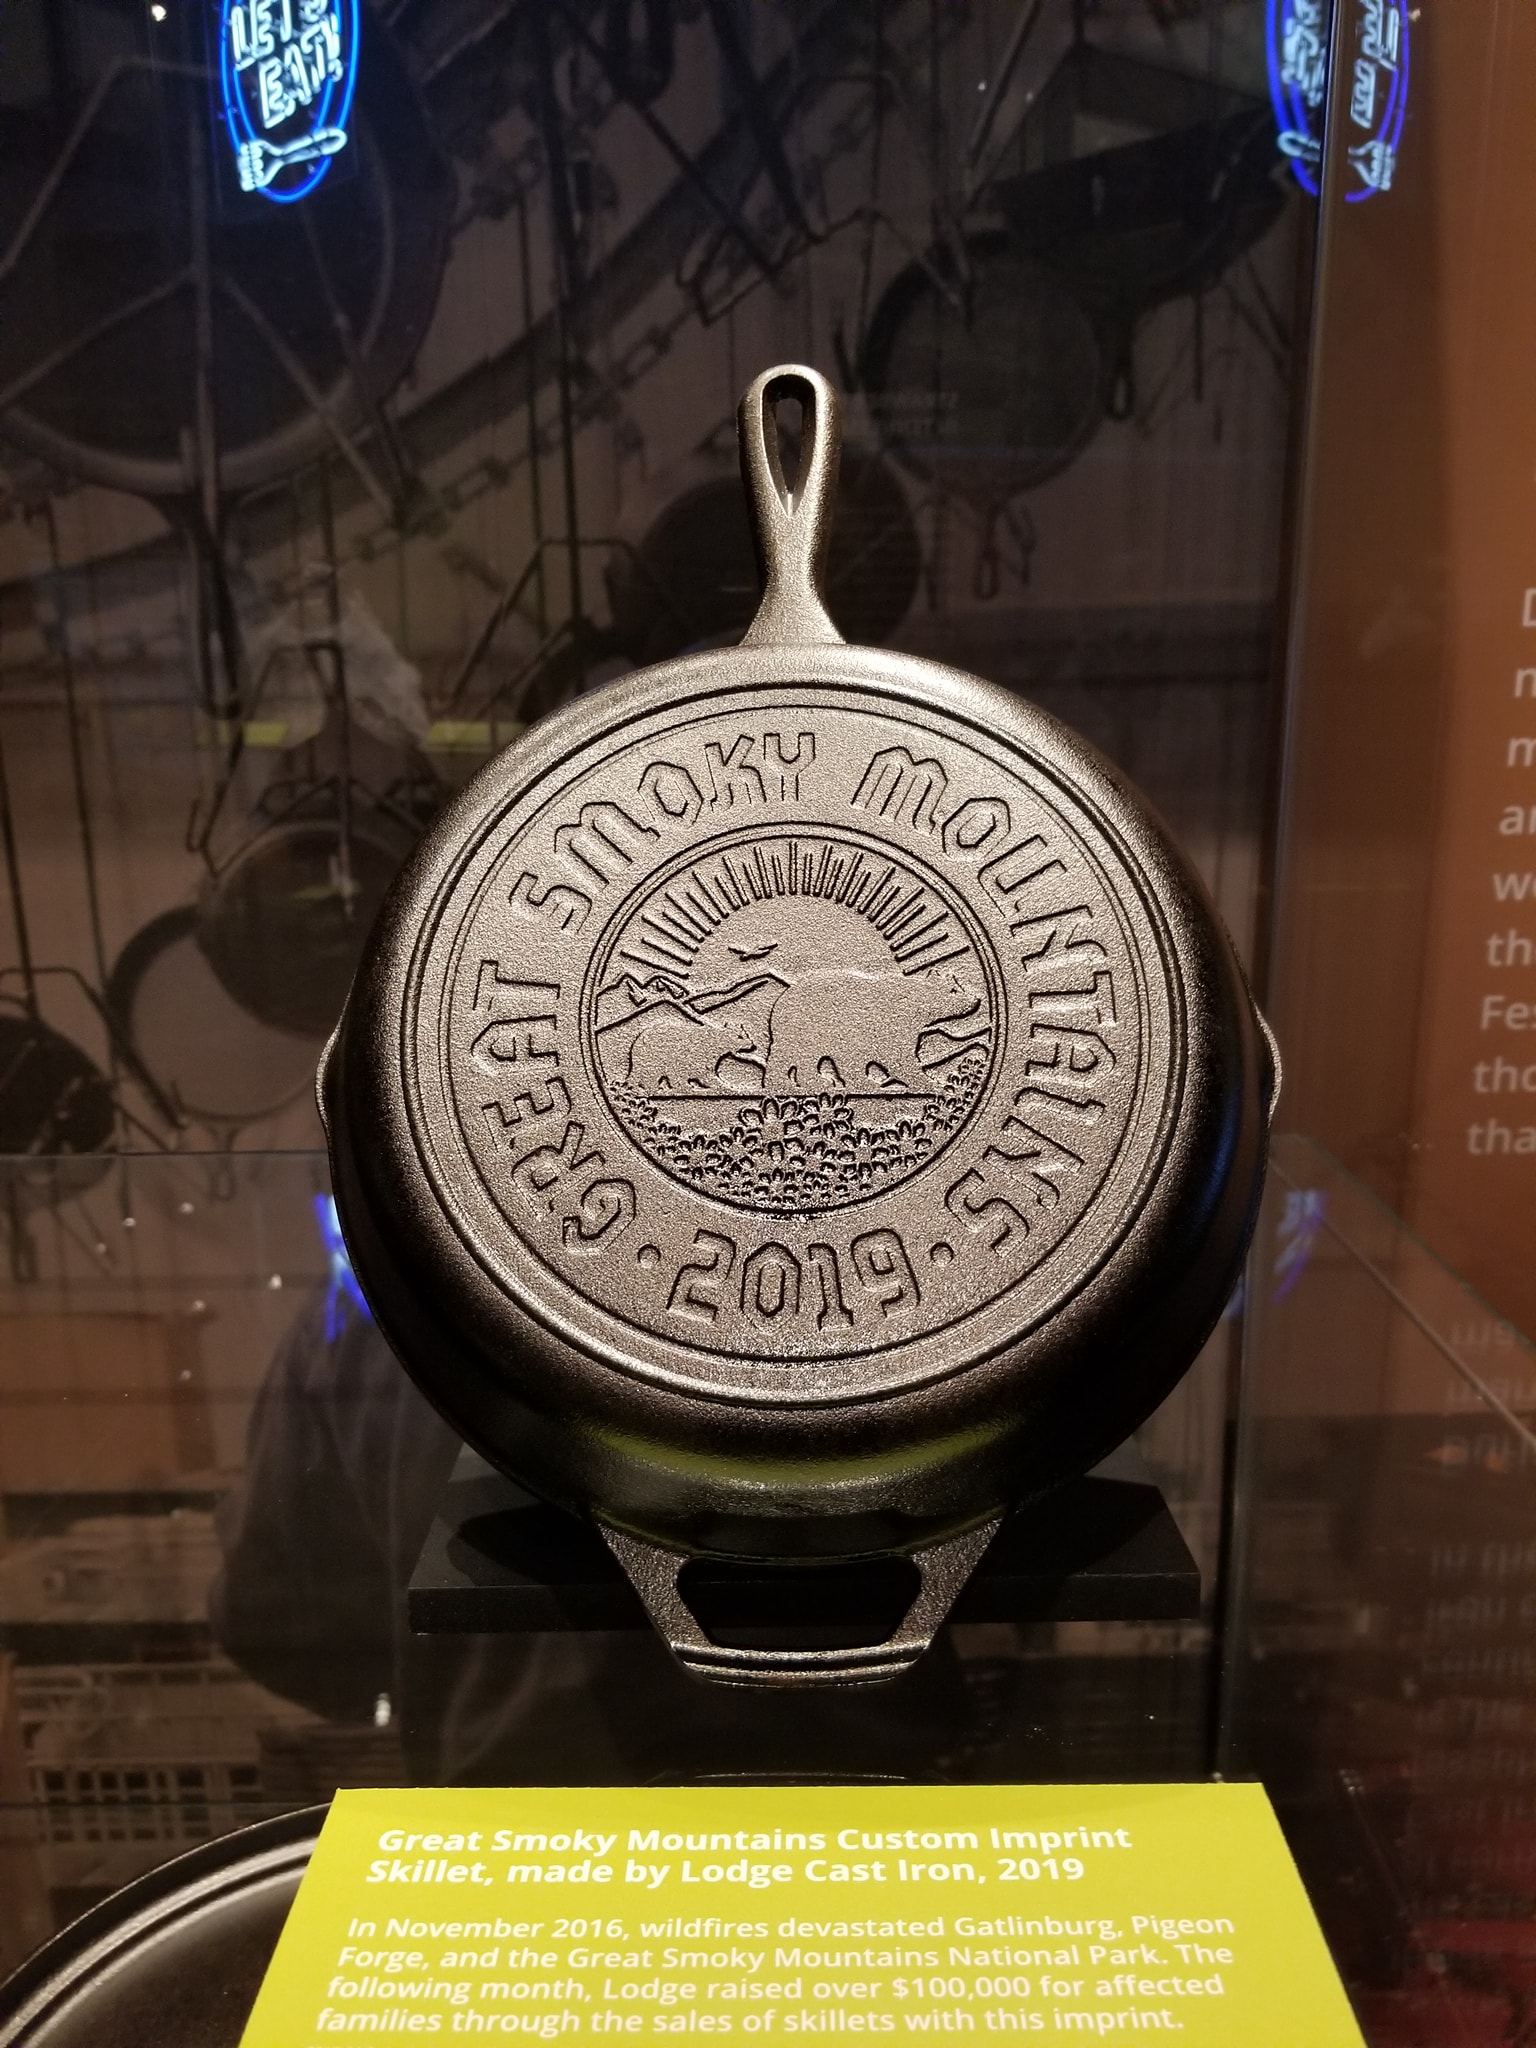 LET'S
EAT!
GREAT SMOKY MOUNTAINS
• 2019 •
Great Smoky Mountains Custom Imprint
Skillet, made by Lodge Cast Iron, 2019
In November 2016, wildfires devastated Gatlinburg, Pigeon
Forge, and the Great Smoky Mountains National Park. The
following month, Lodge raised over $100,000 for affected
families through the sales of skillets with this imprint.